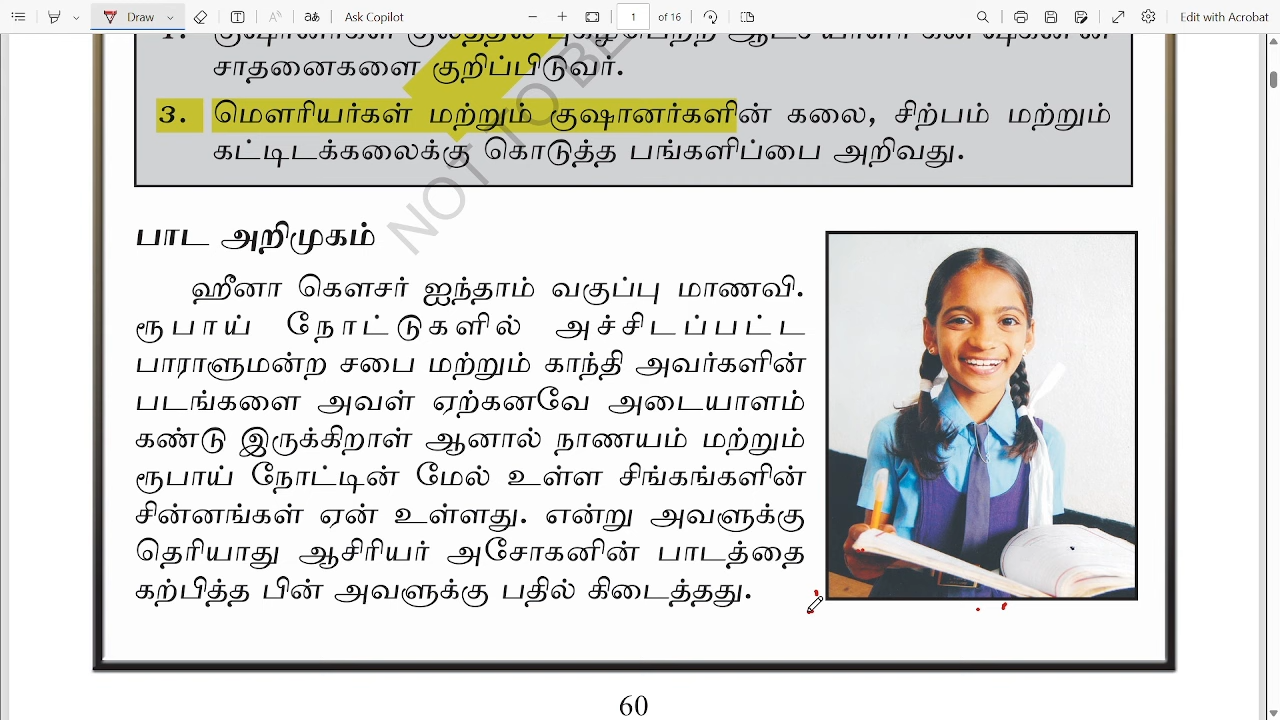 Draw
Ask Copilot
1 of 16
Edit with Acrobat
சாதனைகளை குறிப்பிடுவர்.
3. மௌரியர்கள் மற்றும் குஷானர்களின் கலை, சிற்பம் மற்றும்
கட்டிடக்கலைக்கு கொடுத்த பங்களிப்பை அறிவது.
NOT TO BE
பாட அறிமுகம்
ஹீனா கௌசர் ஐந்தாம் வகுப்பு மாணவி.
ரூபாய் நோட்டுகளில் அச்சிடப்பட்ட
பாராளுமன்ற சபை மற்றும் காந்தி அவர்களின்
படங்களை அவள் ஏற்கனவே அடையாளம்
கண்டு இருக்கிறாள் ஆனால் நாணயம் மற்றும்
ரூபாய் நோட்டின் மேல் உள்ள சிங்கங்களின்
சின்னங்கள் ஏன் உள்ளது. என்று அவளுக்கு
தெரியாது ஆசிரியர் அசோகனின் பாடத்தை
கற்பித்த பின் அவளுக்கு பதில் கிடைத்தது.
60